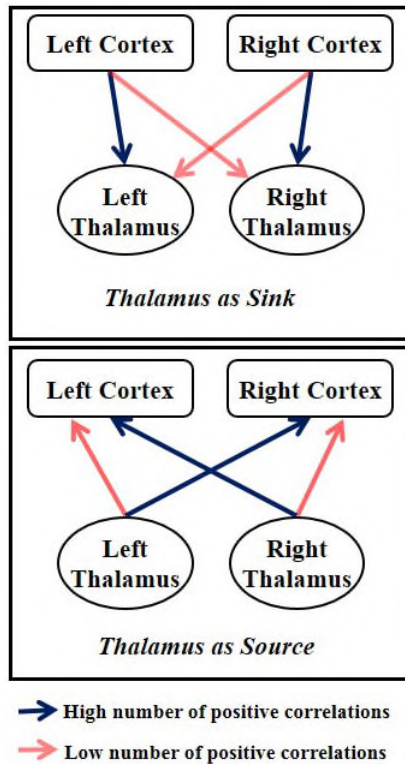 Left Cortex
Right Cortex
Left
Thalamus
Right
Thalamus
Thalamus as Sink
Left Cortex
Right Cortex
Left
Thalamus
Right
Thalamus
Thalamus as Source
High number of positive correlations
Low number of positive correlations